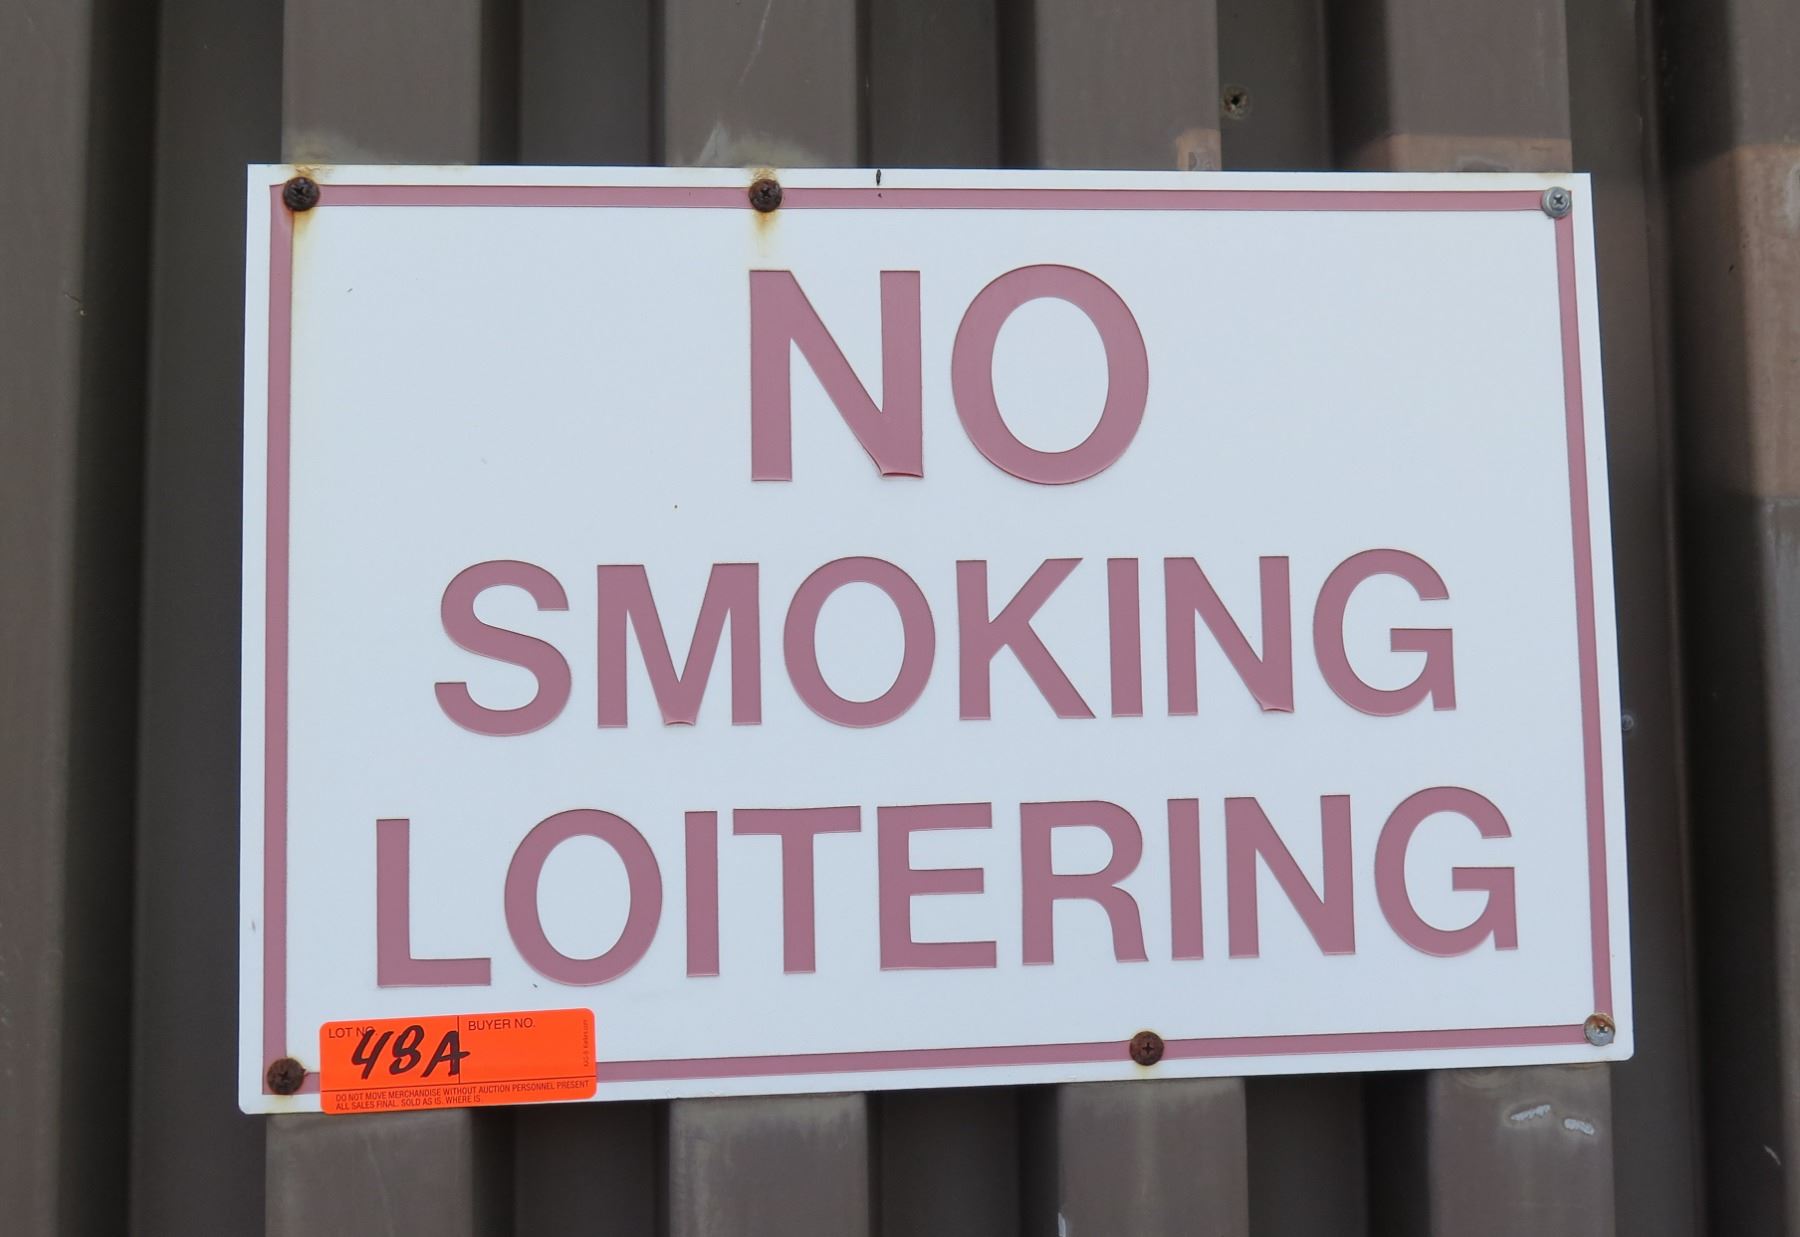 NO
SMOKING
LOITERING
LOT NO. BUYER NO.
48A
DO NOT MOVE MERCHANDISE WITHOUT AUCTION PERSONNEL PRESENT
ALL SALES FINAL. SOLD AS IS. WHERE IS.